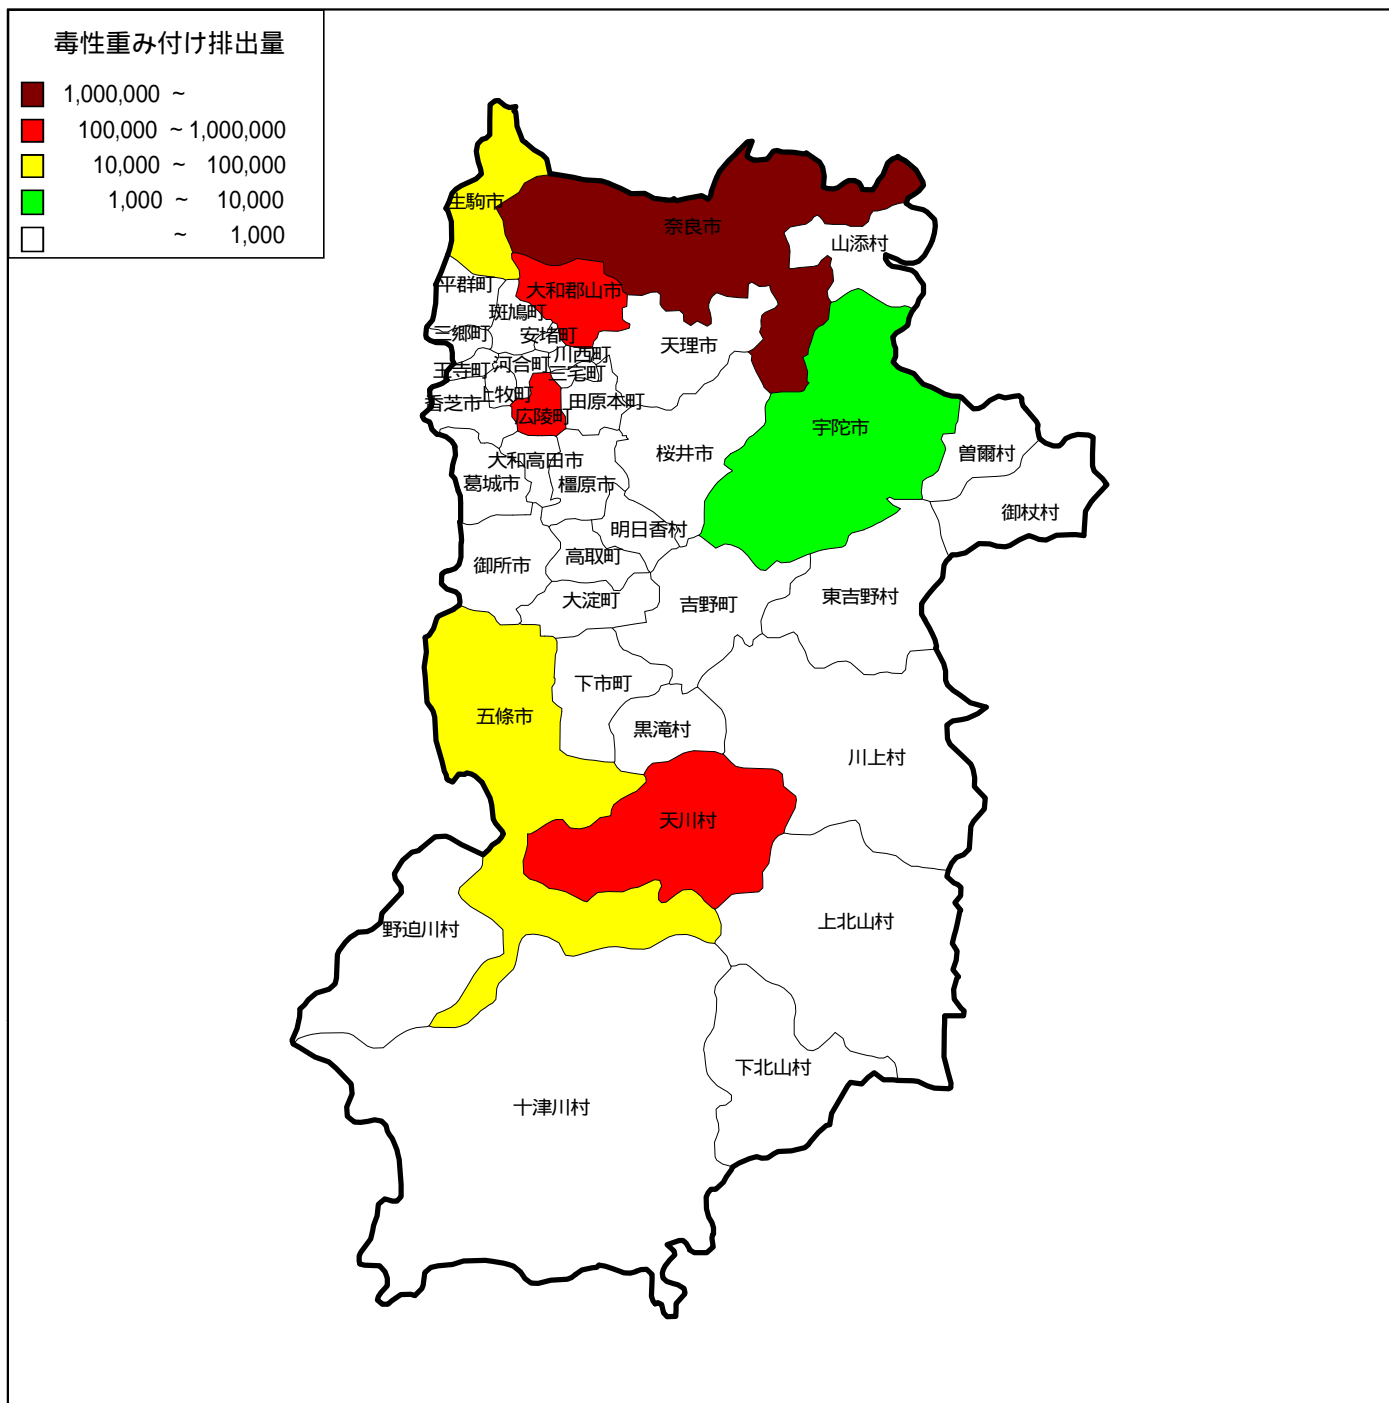 毒性重み付け排出量
1,000,000 ~
100,000 ~ 1,000,000
10,000 ~ 100,000
1,000 ~ 10,000
~ 1,000
生駒市
奈良市
山添村
平群町
大和郡山市
斑鳩町
三郷町
安堵町
天理市
川西町
河合町
王寺町
三宅町
上牧町
香芝市
田原本町
広陵町
宇陀市
桜井市
曽爾村
大和高田市
葛城市
橿原市
御杖村
明日香村
高取町
御所市
大淀町
吉野町
東吉野村
下市町
五條市
黒滝村
川上村
天川村
上北山村
野迫川村
下北山村
十津川村